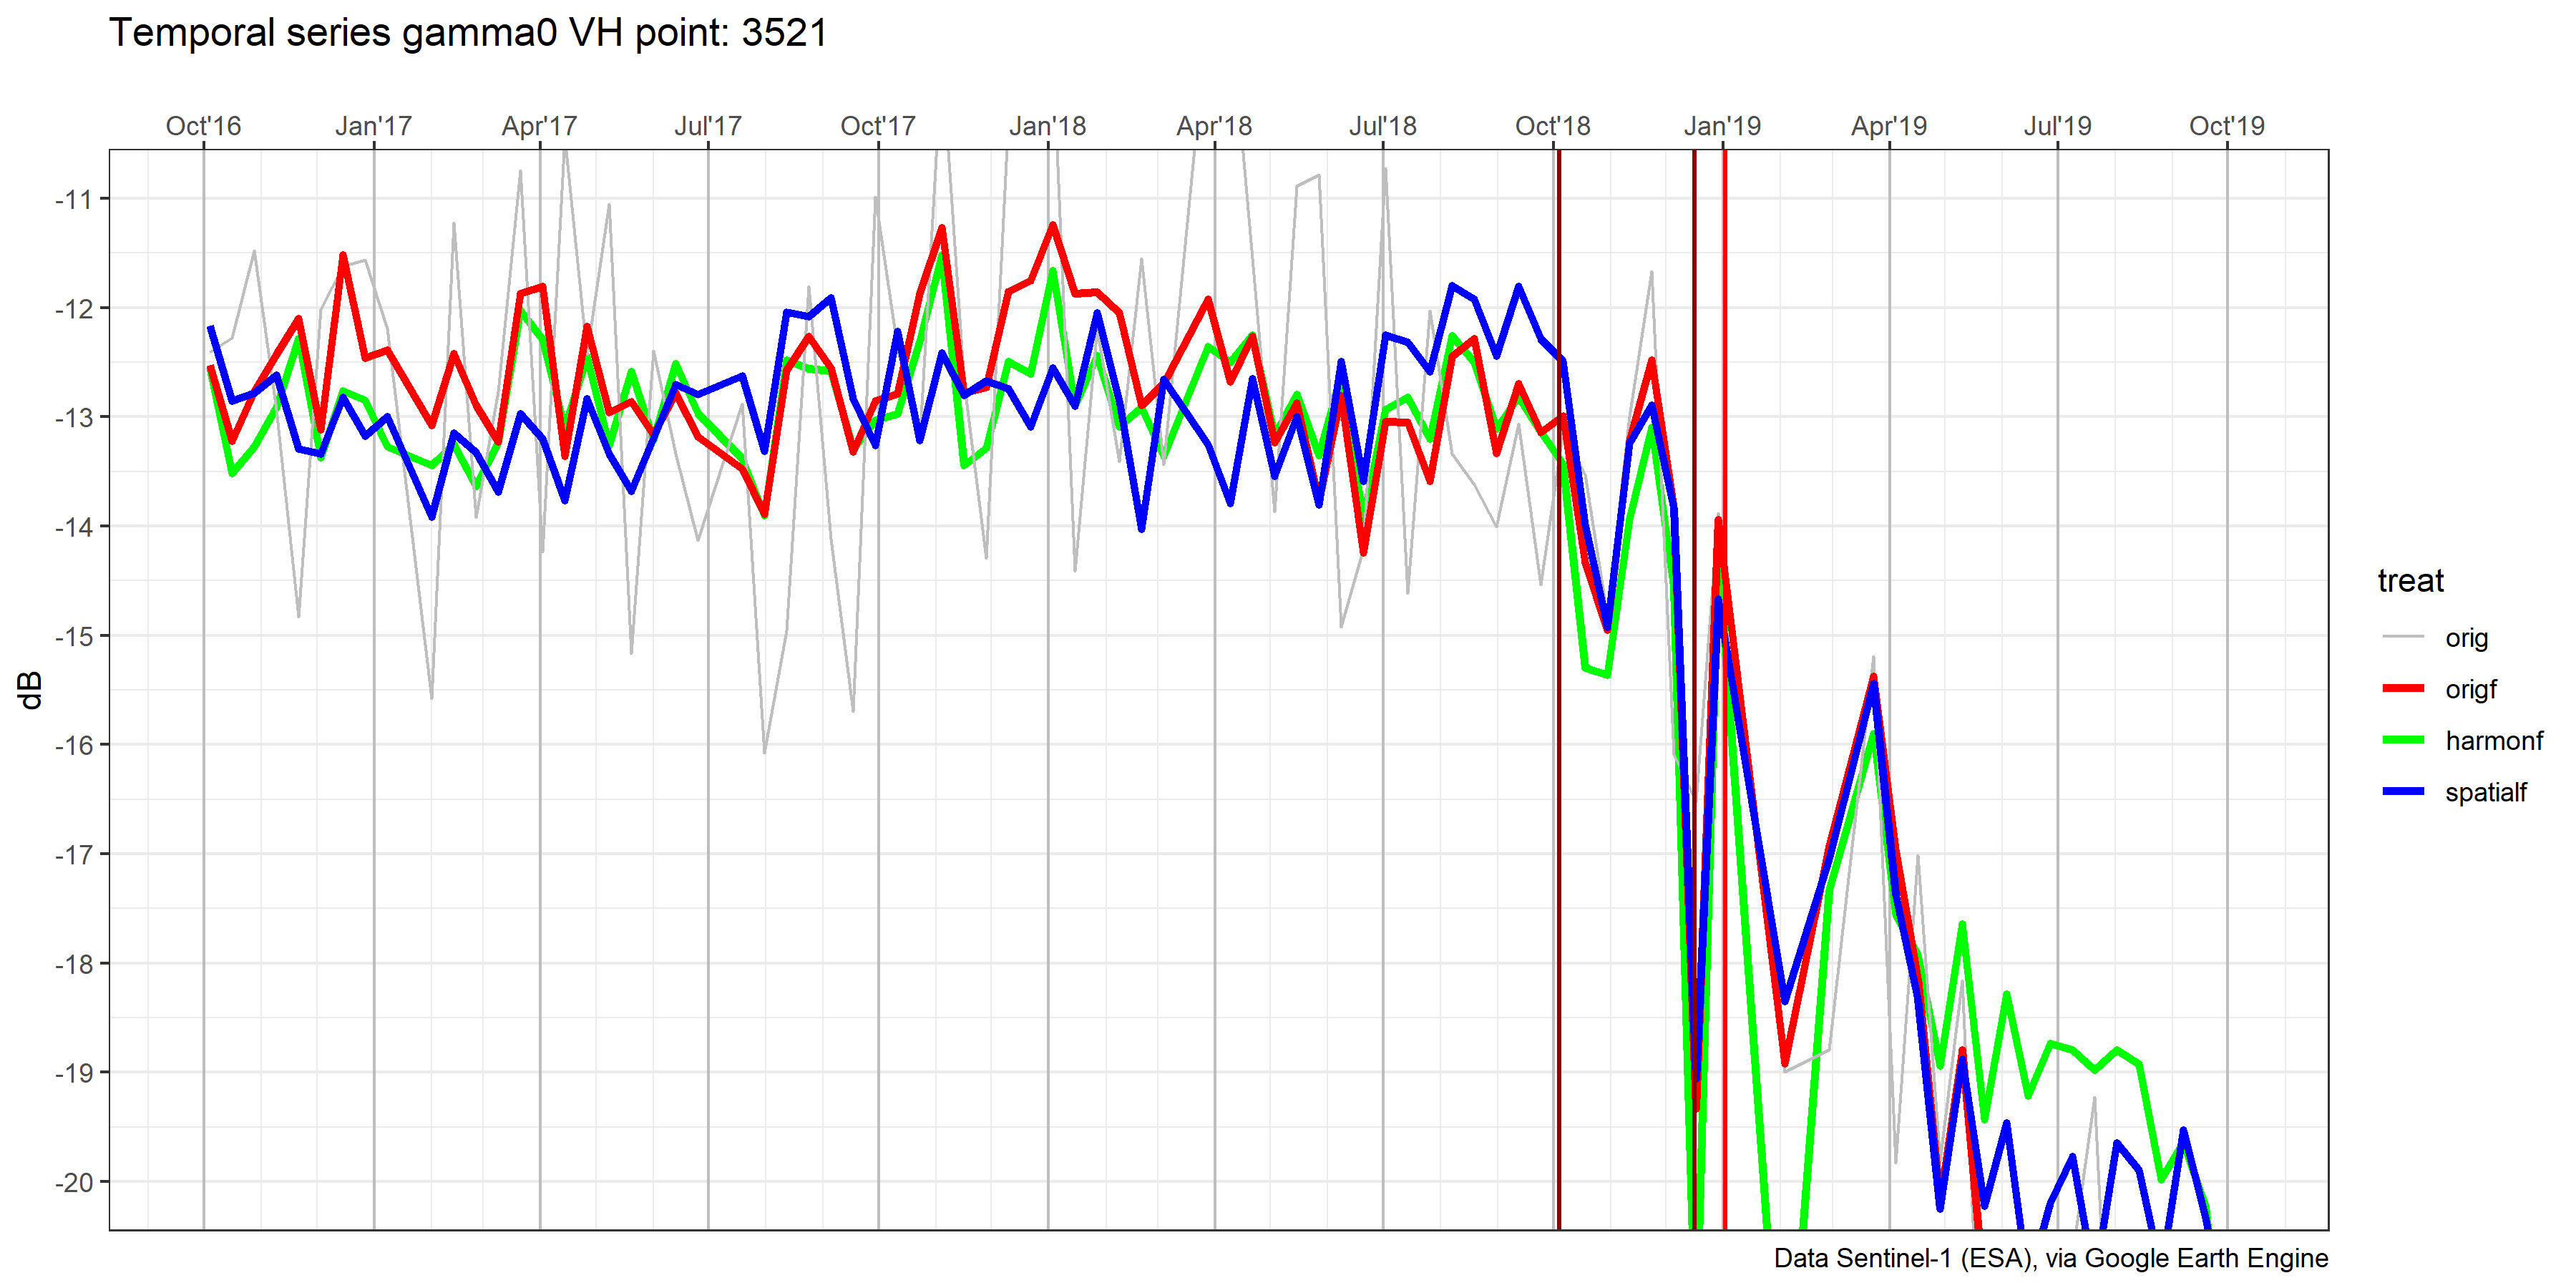 Temporal series gamma0 VH point: 3521
Oct'16 Jan'17 Apr'17 Jul'17 Oct'17 Jan'18 Apr'18 Jul'18 Oct'18 Jan'19 Apr'19 Jul'19 Oct'19
-11
-12
-13
-14
-15
-16
-17
-18
-19
-20
dB
treat
orig
origf
harmonf
spatialf
Data Sentinel-1 (ESA), via Google Earth Engine